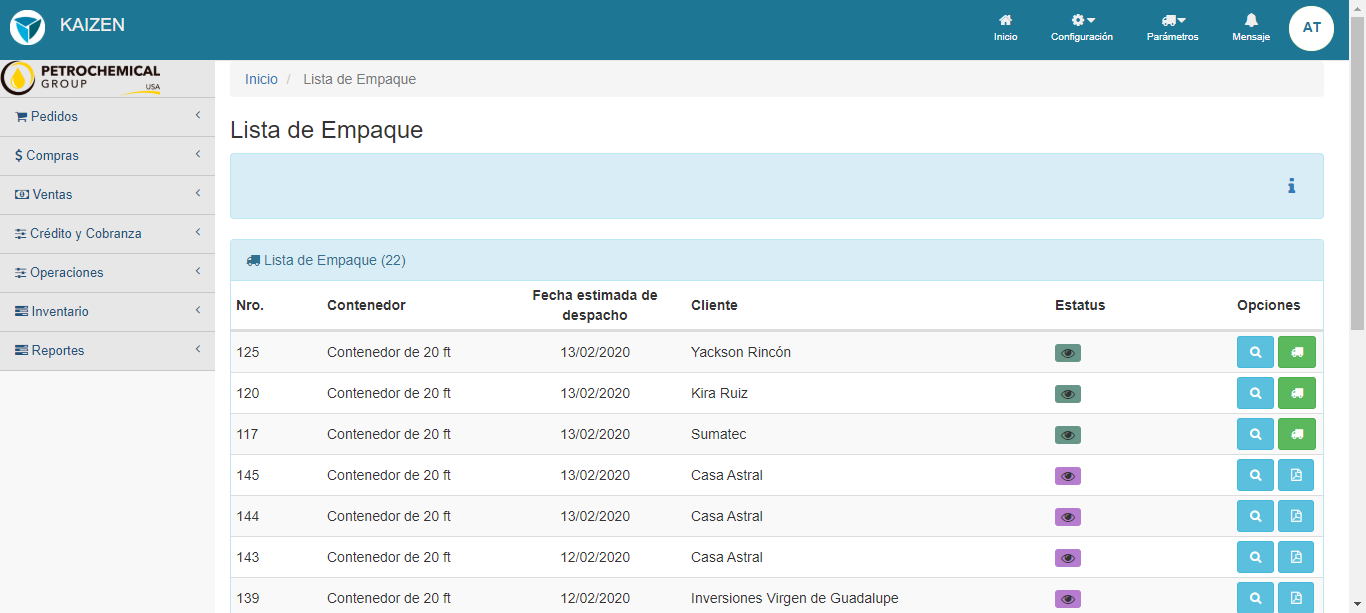 KAIZEN
Inicio
Configuración
Parámetros
Mensaje
AT
PETROCHEMICAL
GROUP
USA
Pedidos
$ Compras
Ventas
Crédito y Cobranza
Operaciones
Inventario
Reportes
Inicio / Lista de Empaque
Lista de Empaque
Lista de Empaque (22)
Nro. Contenedor Fecha estimada de despacho Cliente Estatus Opciones
125 Contenedor de 20 ft 13/02/2020 Yackson Rincón
120 Contenedor de 20 ft 13/02/2020 Kira Ruiz
117 Contenedor de 20 ft 13/02/2020 Sumatec
145 Contenedor de 20 ft 13/02/2020 Casa Astral
144 Contenedor de 20 ft 13/02/2020 Casa Astral
143 Contenedor de 20 ft 12/02/2020 Casa Astral
139 Contenedor de 20 ft 12/02/2020 Inversiones Virgen de Guadalupe